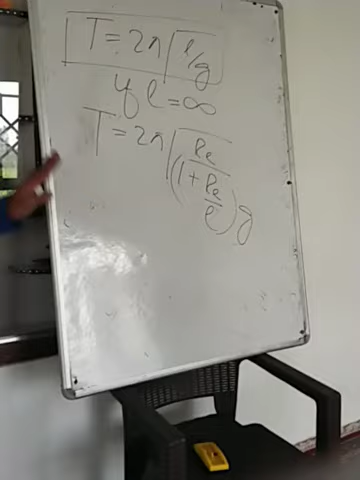 T = 2π √l/g
If l = ∞
T = 2π √Re/(1 + Re/l) g